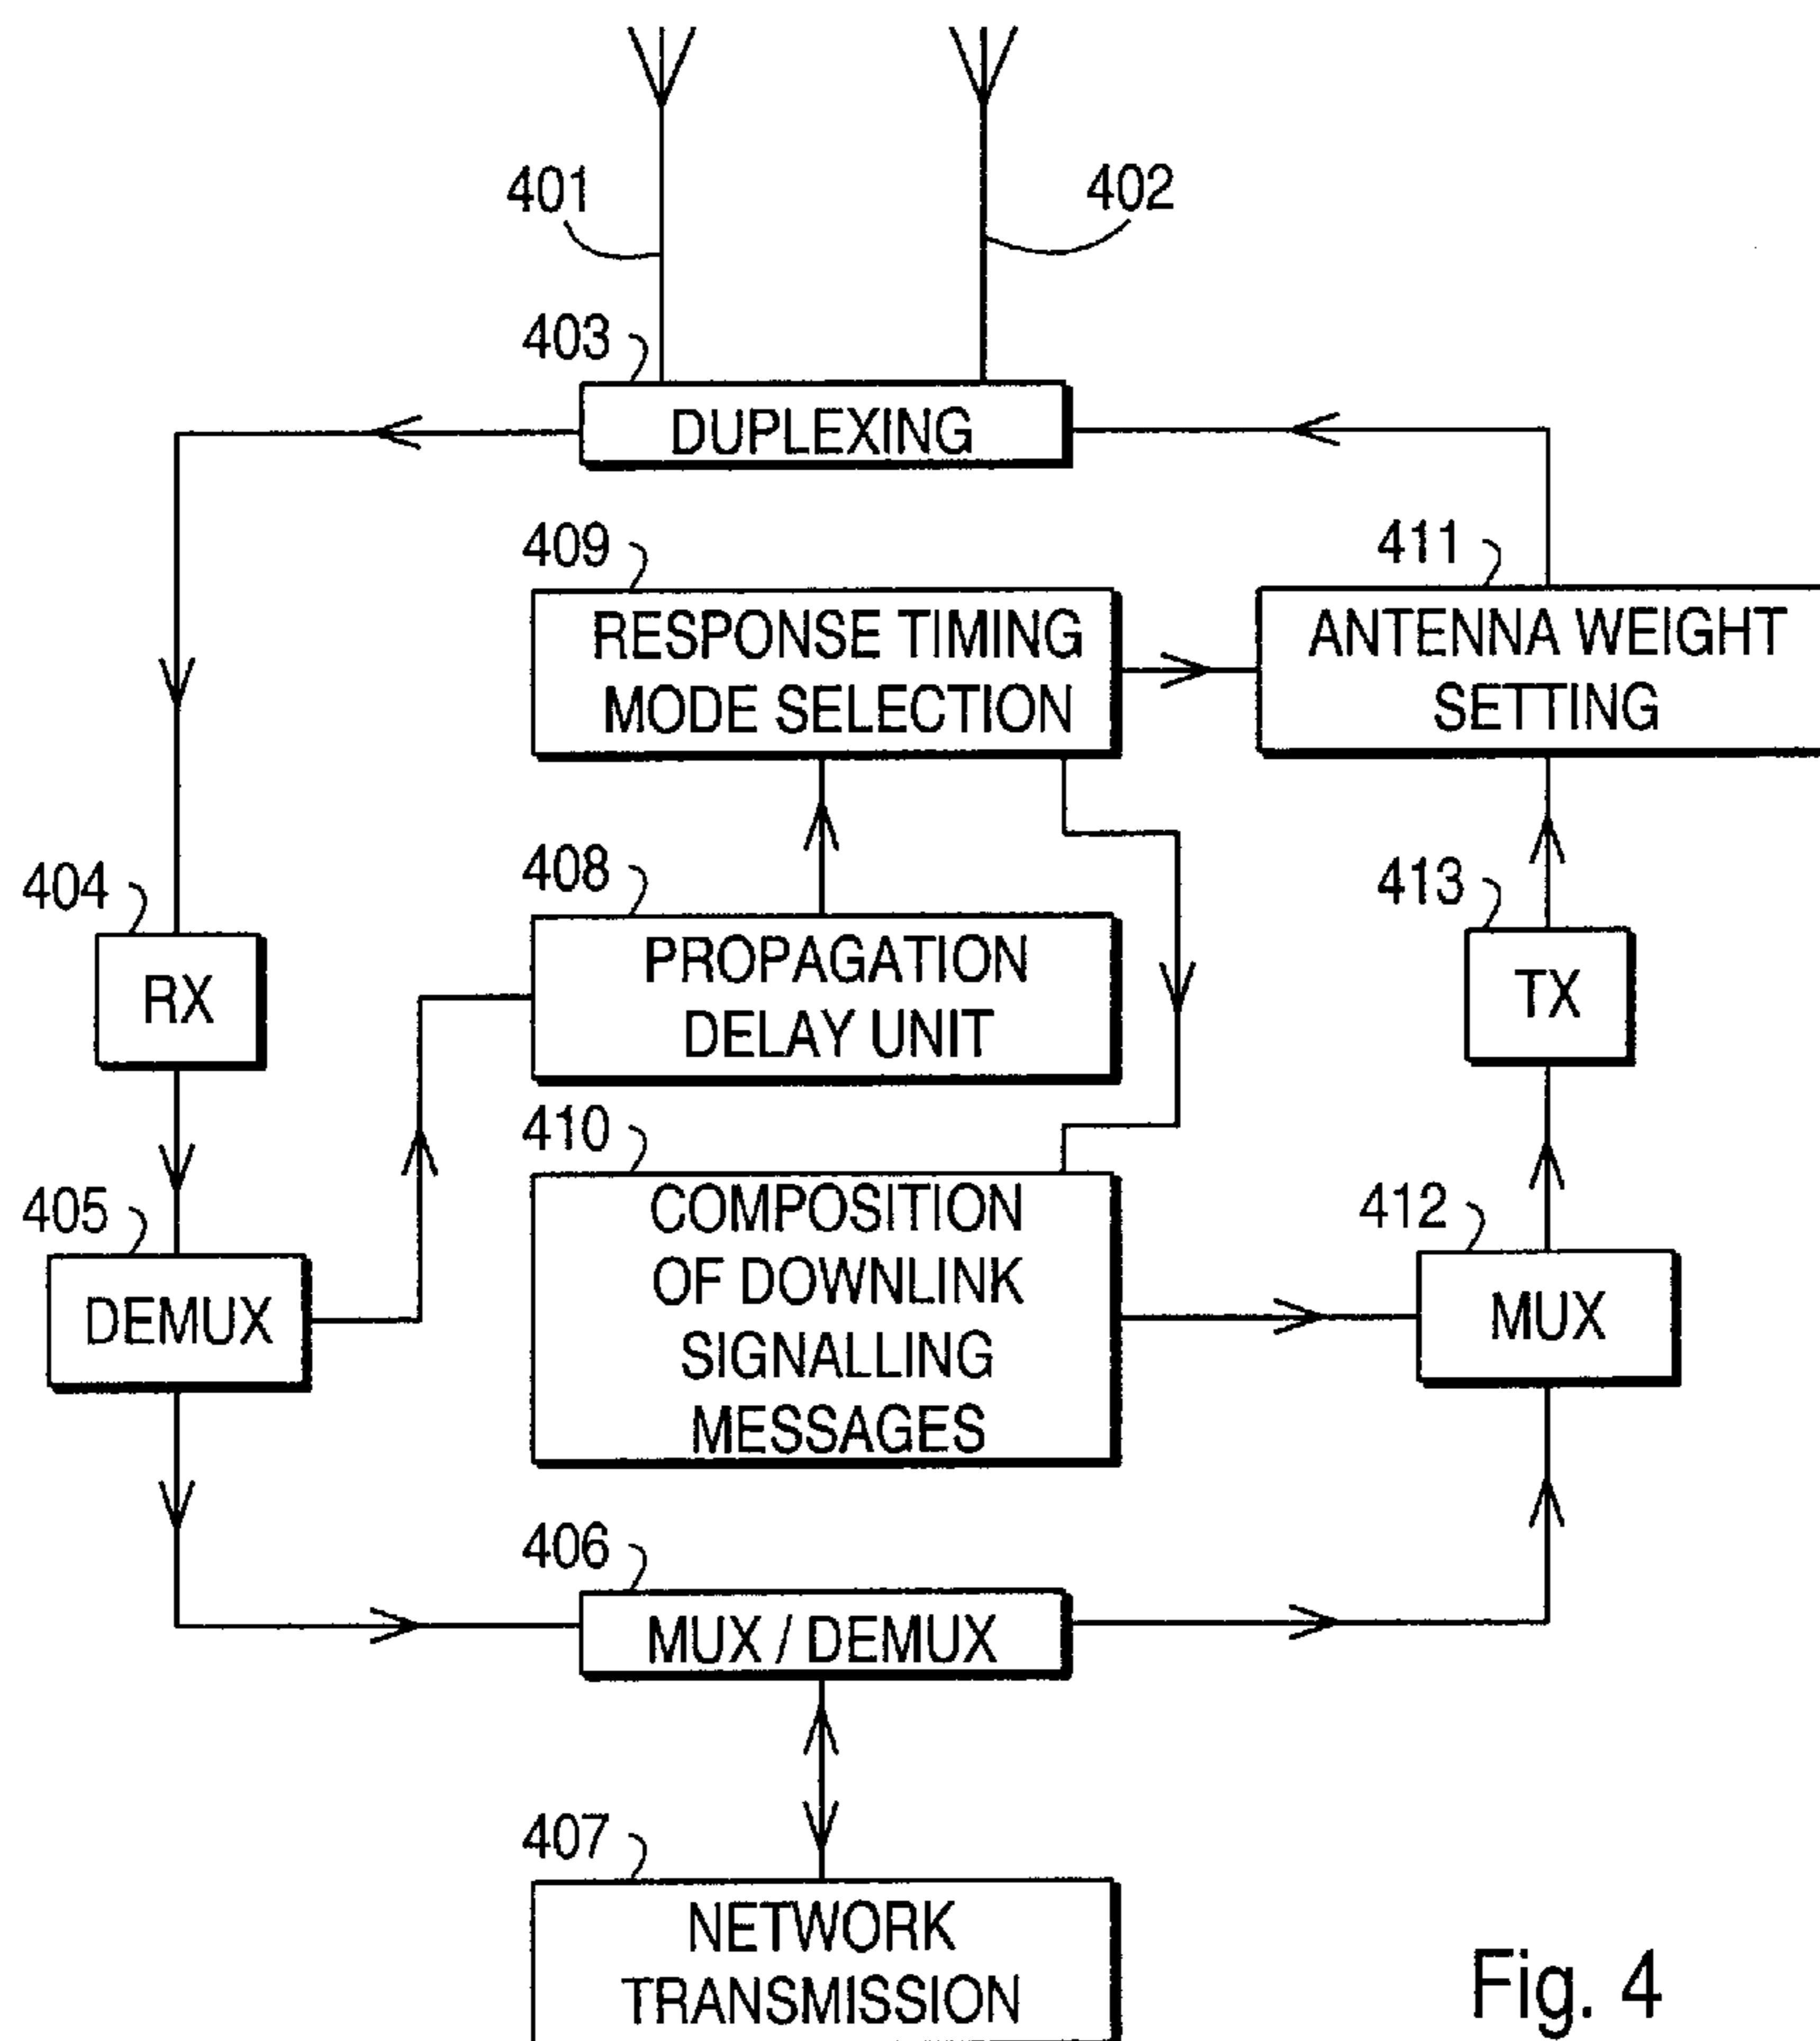 401
402
403
DUPLEXING
409
411
RESPONSE TIMING
MODE SELECTION
ANTENNA WEIGHT
SETTING
404
408
413
RX
PROPAGATION
DELAY UNIT
TX
405
410
412
DEMUX
COMPOSITION
OF DOWNLINK
SIGNALLING
MESSAGES
MUX
406
MUX / DEMUX
407
NETWORK
TRANSMISSION
Fig. 4